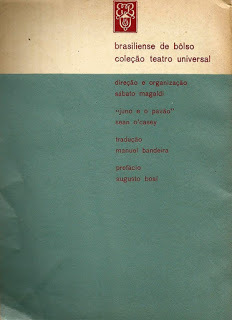 brasiliense de bôlso
coleção teatro universal
direção e organização
sabato magaldi
"juno e o pavão"
sean o'casey
tradução
manuel bandeira
prefácio
augusto boal